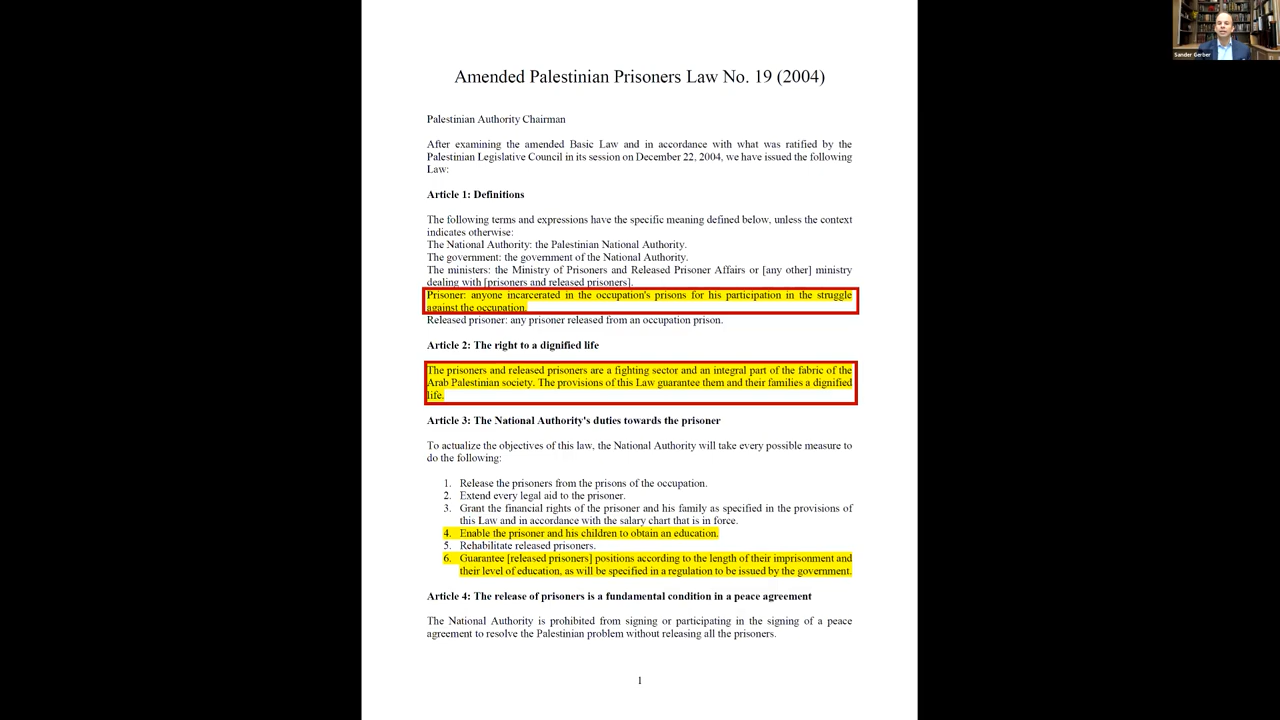 Sander Gerber
Amended Palestinian Prisoners Law No. 19 (2004)
Palestinian Authority Chairman
After examining the amended Basic Law and in accordance with what was ratified by the
Palestinian Legislative Council in its session on December 22, 2004, we have issued the following
Law:
Article 1: Definitions
The following terms and expressions have the specific meaning defined below, unless the context
indicates otherwise:
The National Authority: the Palestinian National Authority.
The government: the government of the National Authority.
The ministers: the Ministry of Prisoners and Released Prisoner Affairs or [any other] ministry
dealing with [prisoners and released prisoners].
Prisoner: anyone incarcerated in the occupation's prisons for his participation in the struggle
against the occupation.
Released prisoner: any prisoner released from an occupation prison.
Article 2: The right to a dignified life
The prisoners and released prisoners are a fighting sector and an integral part of the fabric of the
Arab Palestinian society. The provisions of this Law guarantee them and their families a dignified
life.
Article 3: The National Authority's duties towards the prisoner
To actualize the objectives of this law, the National Authority will take every possible measure to
do the following:
1. Release the prisoners from the prisons of the occupation.
2. Extend every legal aid to the prisoner.
3. Grant the financial rights of the prisoner and his family as specified in the provisions of
this Law and in accordance with the salary chart that is in force.
4. Enable the prisoner and his children to obtain an education.
5. Rehabilitate released prisoners.
6. Guarantee [released prisoners] positions according to the length of their imprisonment and
their level of education, as will be specified in a regulation to be issued by the government.
Article 4: The release of prisoners is a fundamental condition in a peace agreement
The National Authority is prohibited from signing or participating in the signing of a peace
agreement to resolve the Palestinian problem without releasing all the prisoners.
1